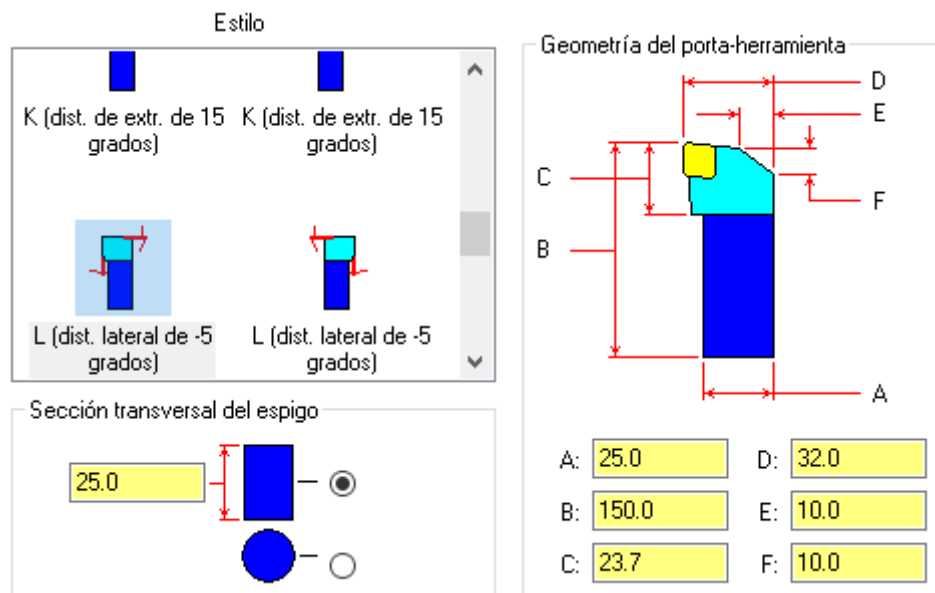 Estilo
K (dist. de extr. de 15
grados)
K (dist. de extr. de 15
grados)
L (dist. lateral de -5
grados)
L (dist. lateral de -5
grados)
Sección transversal del espigo
25.0
Geometría del porta-herramienta
D
E
C
F
B
A
A: 25.0
D: 32.0
B: 150.0
E: 10.0
C: 23.7
F: 10.0